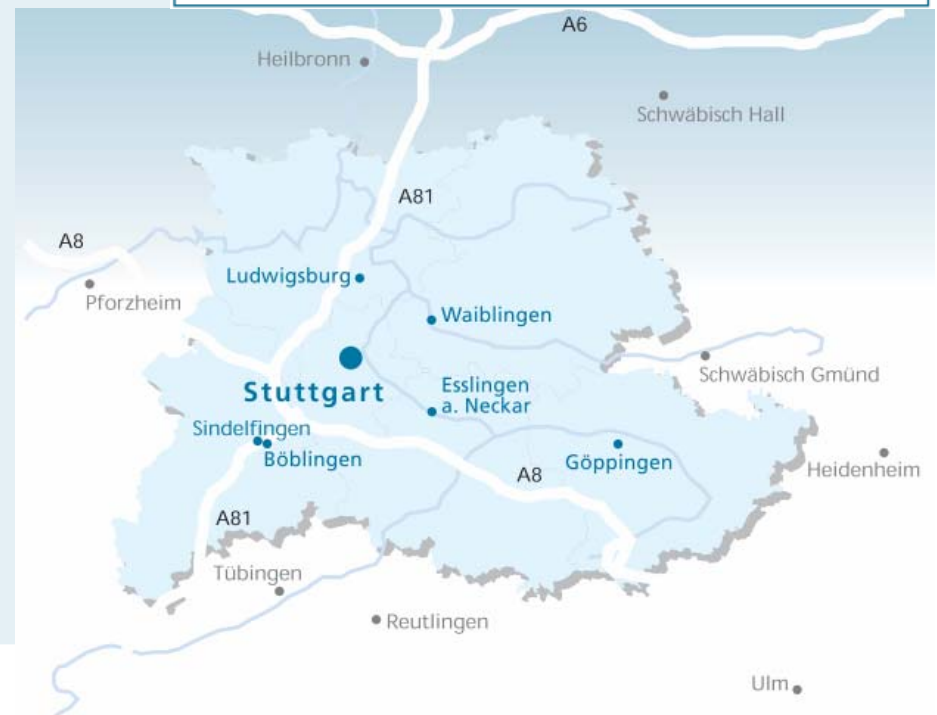 A6
Heilbronn
Schwäbisch Hall
A81
A8
Ludwigsburg
Pforzheim
Waiblingen
Stuttgart
Schwäbisch Gmünd
Esslingen
a. Neckar
Sindelfingen
Böblingen
Göppingen
Heidenheim
A8
A81
Tübingen
Reutlingen
Ulm